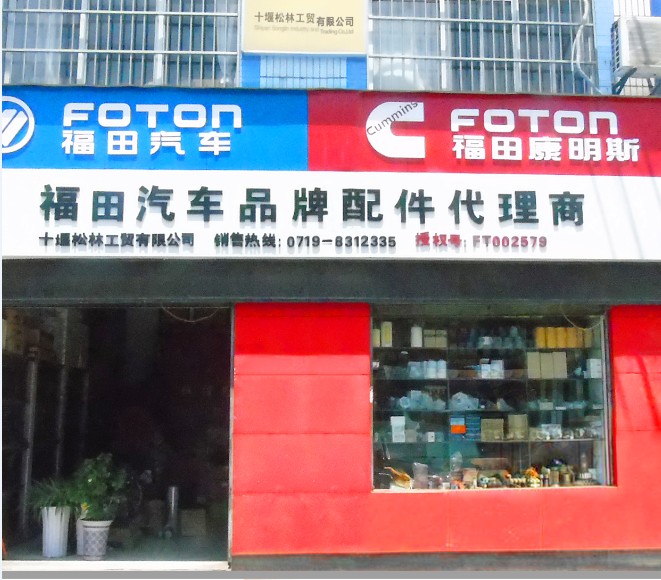 十堰松林工贸有限公司
FOTON
福田汽车
Cummins
FOTON
福田康明斯
福田汽车品牌配件代理商
十堰松林工贸有限公司 销售热线:0719-8312335 授权号:FT002579